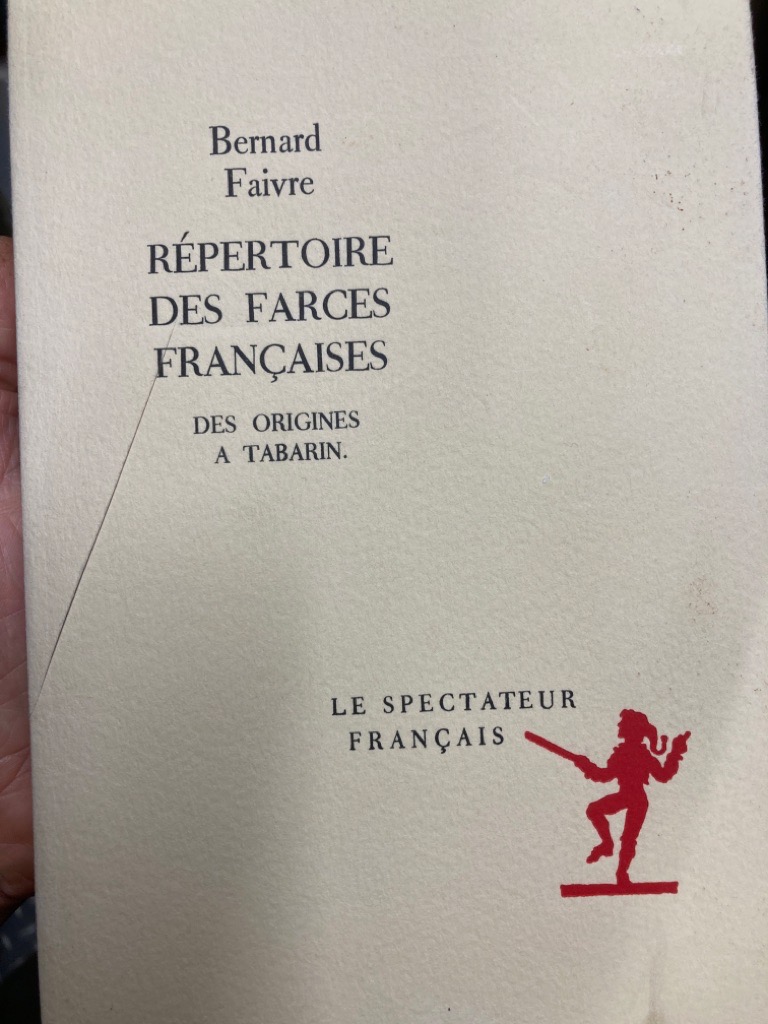 Bernard
Faivre
RÉPERTOIRE
DES FARCES
FRANÇAISES
DES ORIGINES
A TABARIN.
LE SPECTATEUR
FRANÇAIS